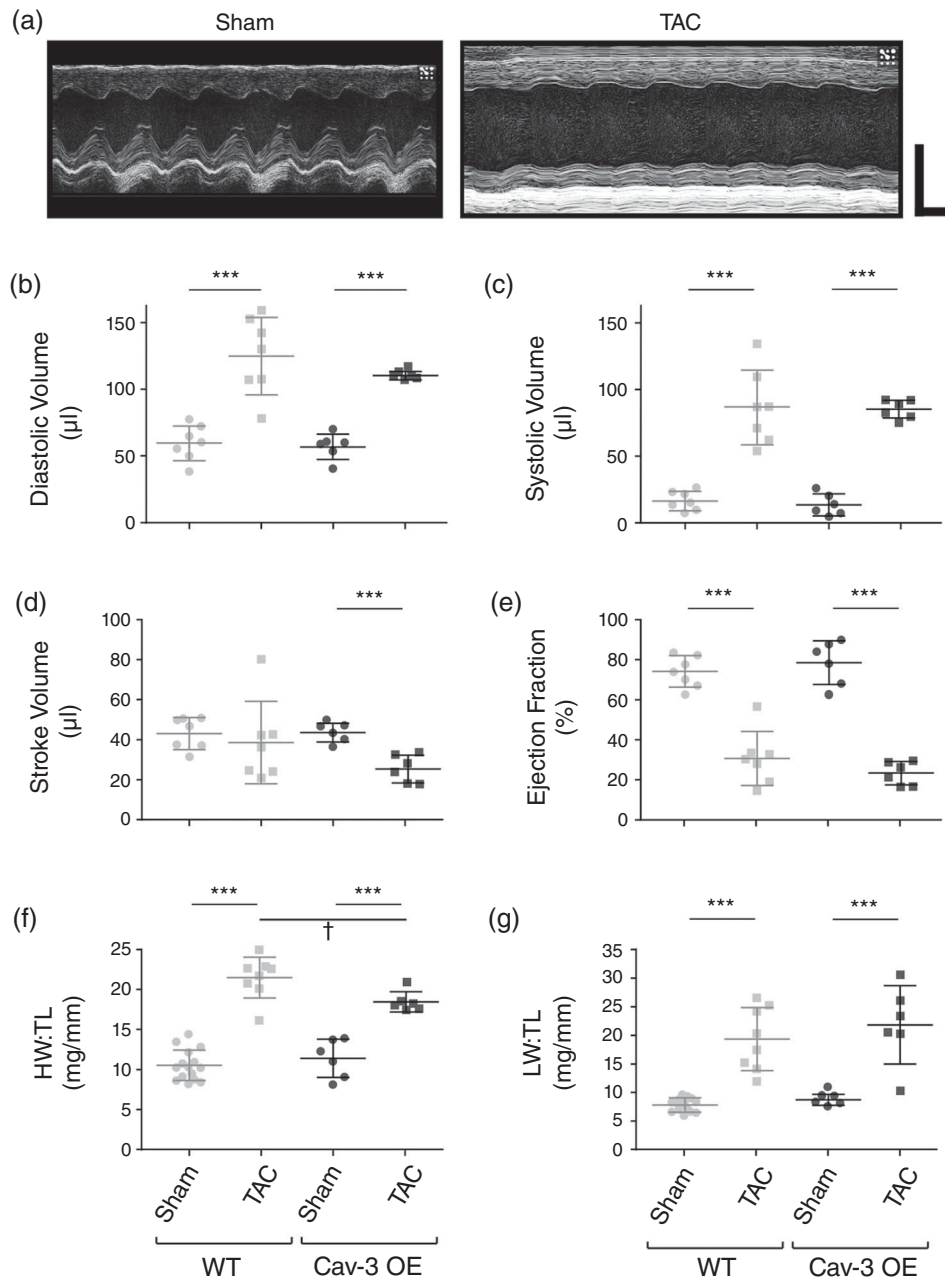 (a)
Sham
TAC
(b)
***
***
Diastolic Volume
(µl)
150
100
50
0
(c)
***
***
Systolic Volume
(µl)
150
100
50
0
(d)
***
Stroke Volume
(µl)
100
80
60
40
20
0
(e)
***
***
Ejection Fraction
(%)
100
80
60
40
20
0
(f)
***
***
†
HW:TL
(mg/mm)
25
20
15
10
5
0
Sham
TAC
Sham
TAC
WT
Cav-3 OE
(g)
***
***
LW:TL
(mg/mm)
35
30
25
20
15
10
5
0
Sham
TAC
Sham
TAC
WT
Cav-3 OE